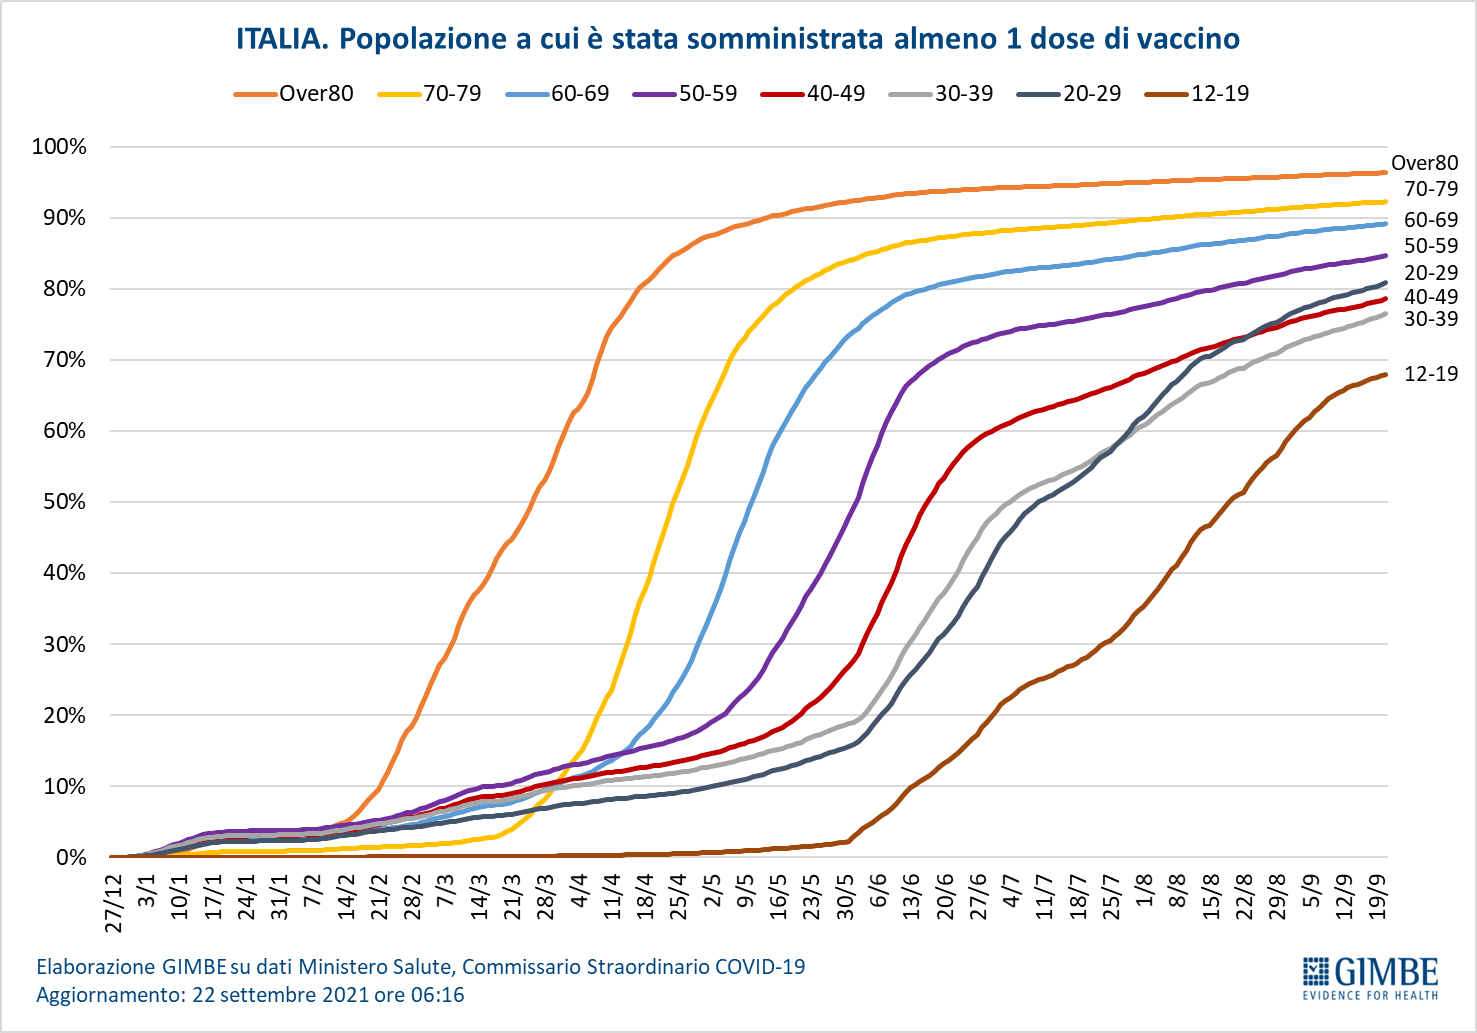 ITALIA. Popolazione a cui è stata somministrata almeno 1 dose di vaccino
Over80 70-79 60-69 50-59 40-49 30-39 20-29 12-19
100%
90%
80%
70%
60%
50%
40%
30%
20%
10%
0%
Over80
70-79
60-69
50-59
20-29
40-49
30-39
12-19
27/12 3/1 10/1 17/1 24/1 31/1 7/2 14/2 21/2 28/2 7/3 14/3 21/3 28/3 4/4 11/4 18/4 25/4 2/5 9/5 16/5 23/5 30/5 6/6 13/6 20/6 27/6 4/7 11/7 18/7 25/7 1/8 8/8 15/8 22/8 29/8 5/9 12/9 19/9
Elaborazione GIMBE su dati Ministero Salute, Commissario Straordinario COVID-19
Aggiornamento: 22 settembre 2021 ore 06:16
GIMBE
EVIDENCE FOR HEALTH